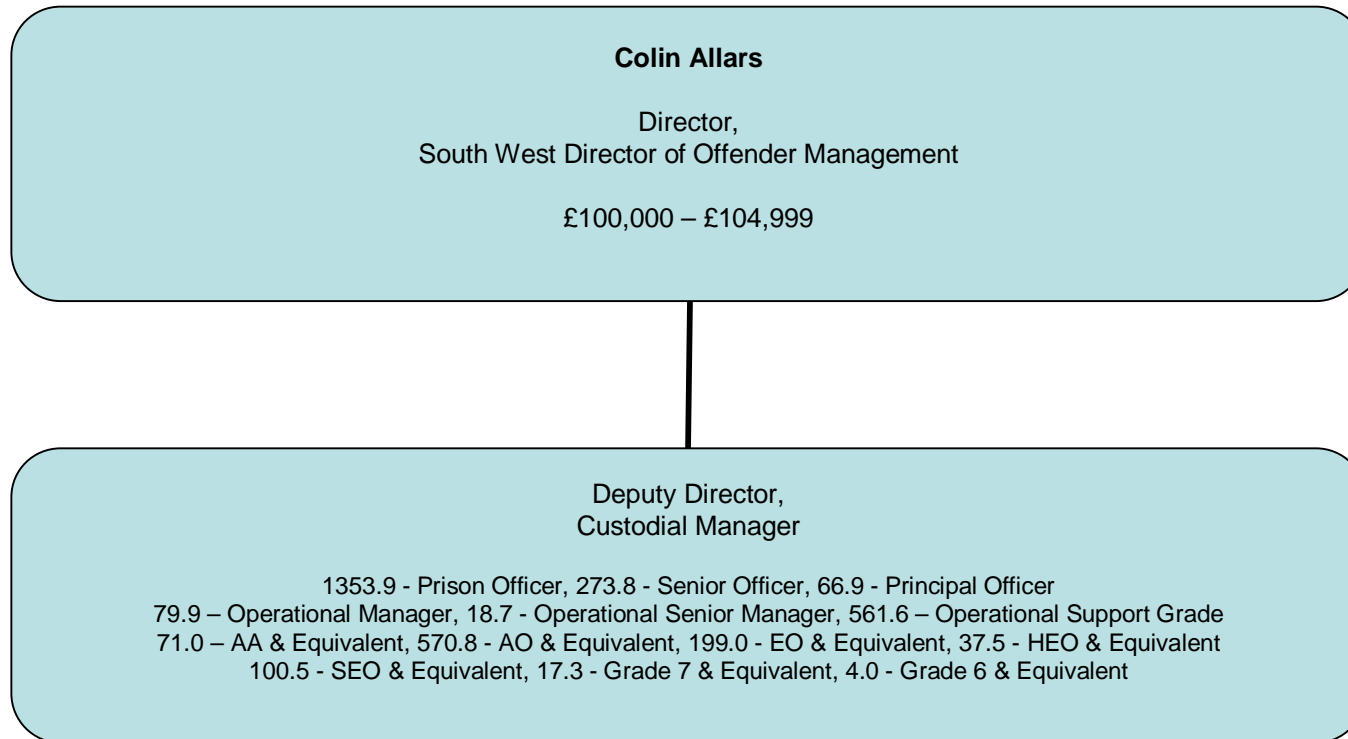 Colin Allars
Director,
South West Director of Offender Management
£100,000 – £104,999
Deputy Director,
Custodial Manager
1353.9 - Prison Officer, 273.8 - Senior Officer, 66.9 - Principal Officer
79.9 – Operational Manager, 18.7 - Operational Senior Manager, 561.6 – Operational Support Grade
71.0 – AA & Equivalent, 570.8 - AO & Equivalent, 199.0 - EO & Equivalent, 37.5 - HEO & Equivalent
100.5 - SEO & Equivalent, 17.3 - Grade 7 & Equivalent, 4.0 - Grade 6 & Equivalent